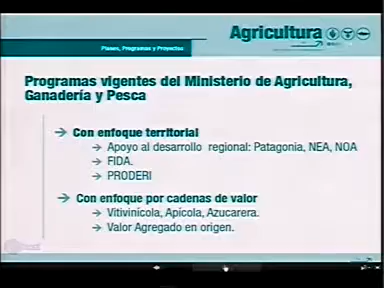 Agricultura
Planes, Programas y Proyectos
Programas vigentes del Ministerio de Agricultura,
Ganadería y Pesca
Con enfoque territorial
Apoyo al desarrollo regional: Patagonia, NEA, NOA
FIDA.
PRODERI
Con enfoque por cadenas de valor
Vitivinícola, Apícola, Azucarera.
Valor Agregado en origen.